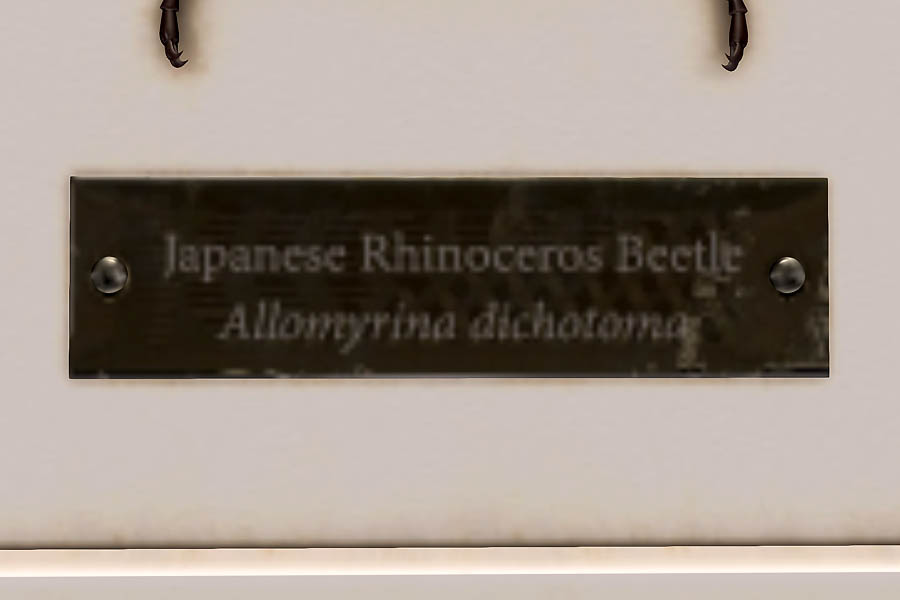 Japanese Rhinoceros Beetle
Allomyrina dichotoma